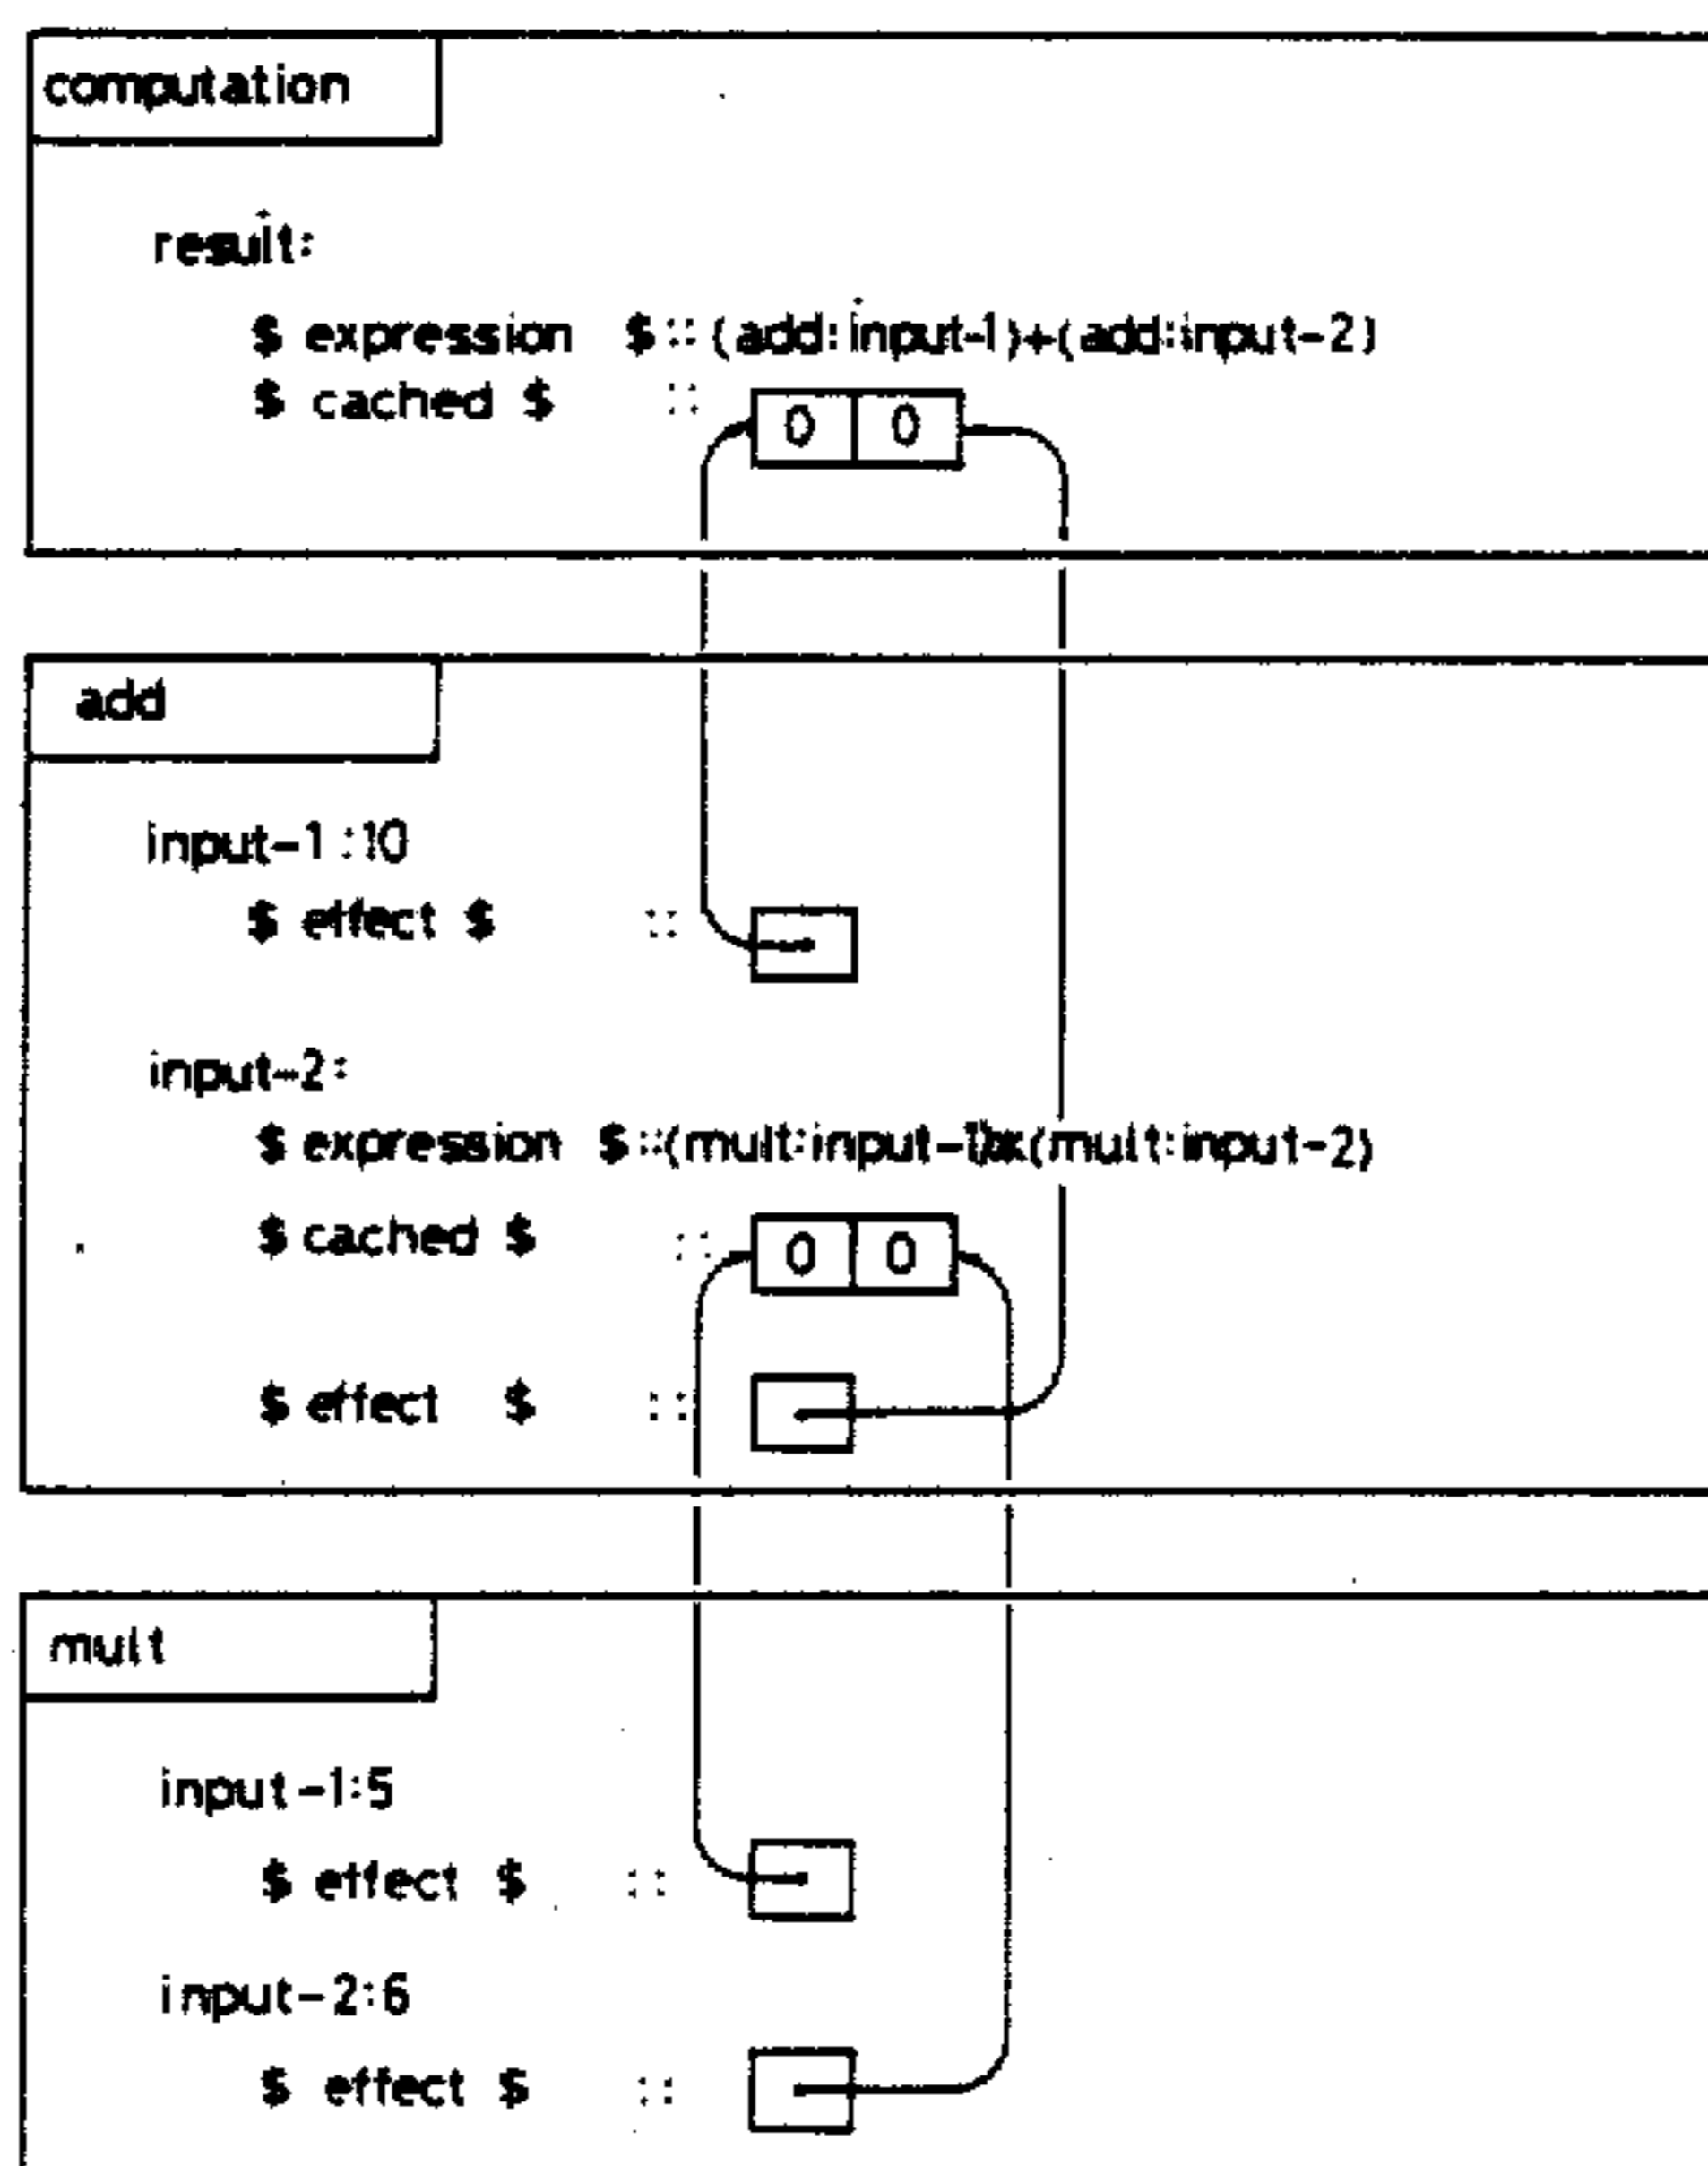 computation
result:
$ expression $::(add:input-1)+(add:input-2)
$ cached $ :: 0 0
add
input-1:10
$ effect $ ::
input-2:
$ expression $::(mult:input-1)x(mult:input-2)
$ cached $ :: 0 0
$ effect $ ::
mult
input-1:5
$ effect $ ::
input-2:6
$ effect $ ::